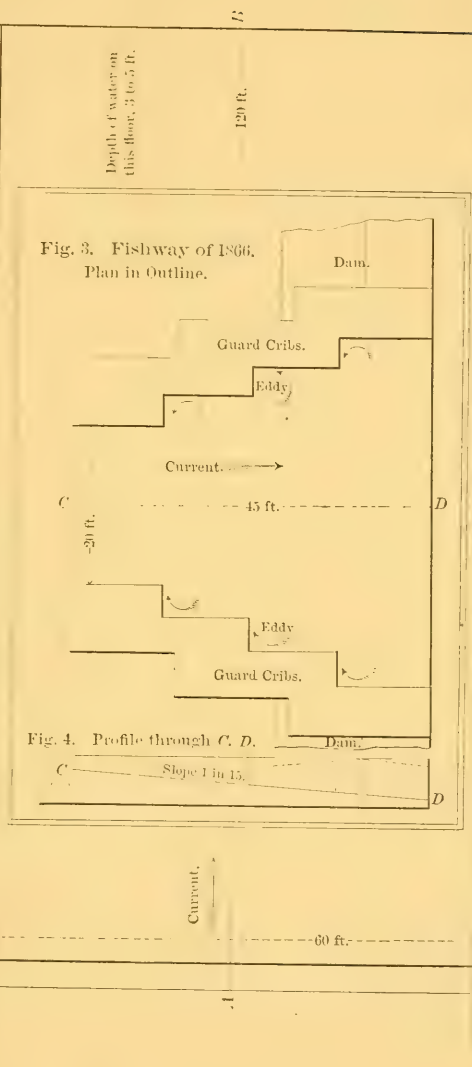 B
Depth of water on
this floor, 3 to 5 ft.
120 ft.
Fig. 3. Fishway of 1866.
Plan in Outline.
Dam.
Guard Cribs.
Eddy
Current.
C
45 ft.
D
20 ft.
Eddy
Guard Cribs.
Fig. 4. Profile through C. D.
Dam.
C
Slope 1 in 15.
D
Current.
60 ft.